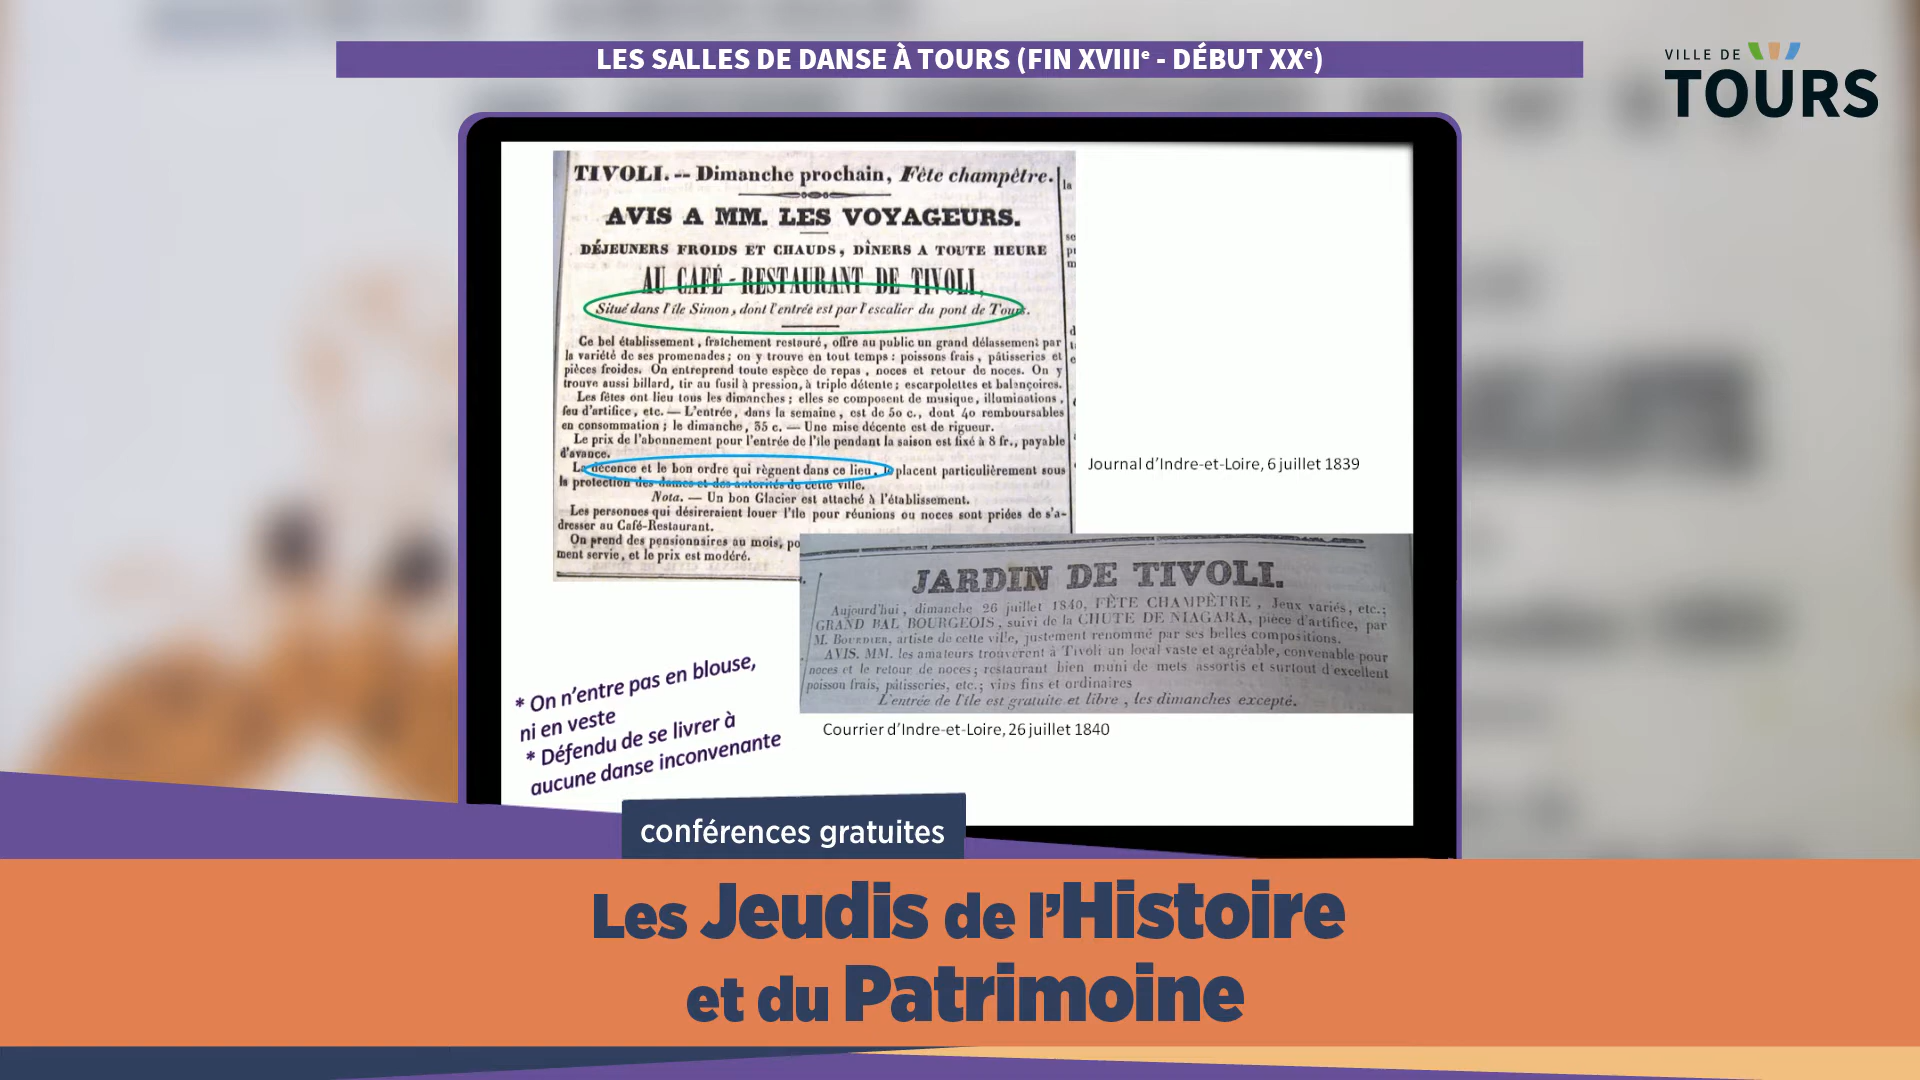 LES SALLES DE DANSE À TOURS (FIN XVIIIe - DÉBUT XXe)
VILLE DE
TOURS
TIVOLI. -- Dimanche prochain, Fête champêtre.
AVIS A MM. LES VOYAGEURS.
DÉJEUNERS FROIDS ET CHAUDS, DÎNERS A TOUTE HEURE
AU CAFÉ-RESTAURANT DE TIVOLI,
Situé dans l'île Simon, dont l'entrée est par l'escalier du pont de Tours.
Ce bel établissement, fraîchement restauré, offre au public un grand délassement par
la variété de ses promenades; on y trouve en tout temps : poissons frais, pâtisseries et
pièces froides. On entreprend toute espèce de repas, noces et retour de noces. On y
trouve aussi billard, tir au fusil à pression, à triple détente; escarpolettes et balançoires.
Les fêtes ont lieu tous les dimanches; elles se composent de musique, illuminations,
feu d'artifice, etc. — L'entrée, dans la semaine, est de 50 c., dont 40 remboursables
en consommation; le dimanche, 35 c. — Une mise décente est de rigueur.
Le prix de l'abonnement pour l'entrée de l'île pendant la saison est fixé à 8 fr., payable
d'avance.
La décence et le bon ordre qui règnent dans ce lieu, le placent particulièrement sous
la protection des dames et des autorités de cette ville.
Nota. — Un bon Glacier est attaché à l'établissement.
Les personnes qui désireraient louer l'île pour réunions ou noces sont priées de s'a-
dresser au Café-Restaurant.
On prend des pensionnaires au mois, po
ment servie, et le prix est modéré.
Journal d'Indre-et-Loire, 6 juillet 1839
JARDIN DE TIVOLI.
Aujourd'hui, dimanche 26 juillet 1840, FÊTE CHAMPÊTRE, Jeux variés, etc.;
GRAND BAL BOURGEOIS, suivi de la CHUTE DE NIAGARA, pièce d'artifice, par
M. BOURDIER, artiste de cette ville, justement renommé par ses belles compositions.
AVIS. MM. les amateurs trouveront à Tivoli un local vaste et agréable, convenable pour
noces et le retour de noces; restaurant bien muni de mets assortis et surtout d'excellent
poisson frais, pâtisseries, etc.; vins fins et ordinaires
L'entrée de l'île est gratuite et libre, les dimanches excepté.
Courrier d'Indre-et-Loire, 26 juillet 1840
* On n'entre pas en blouse,
ni en veste
* Défendu de se livrer à
aucune danse inconvenante
conférences gratuites
Les Jeudis de l'Histoire
et du Patrimoine